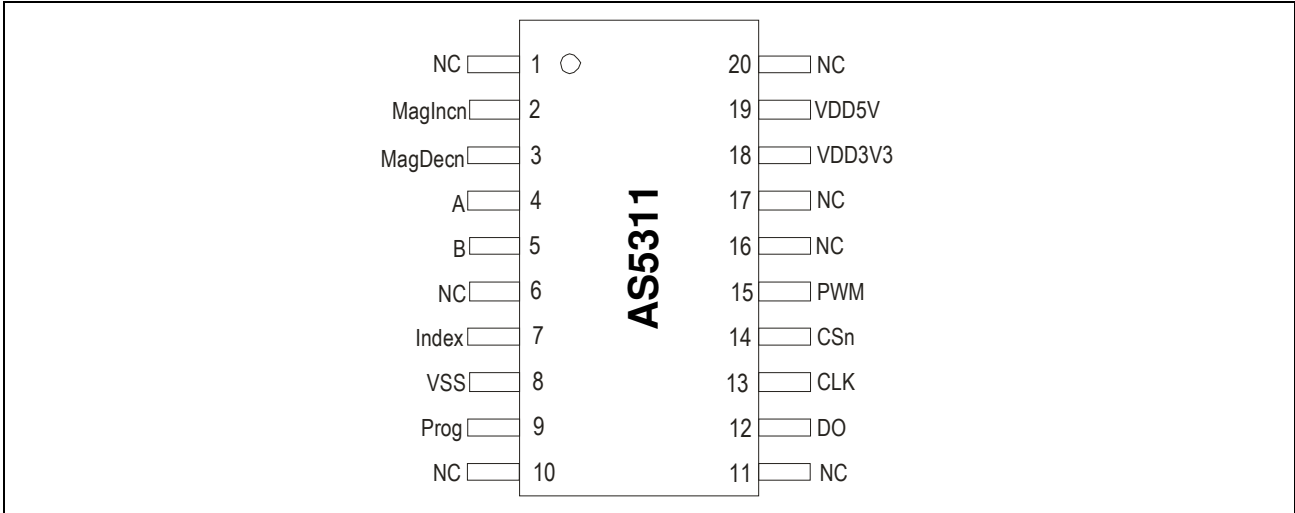 NC 1 20 NC
MagIncn 2 19 VDD5V
MagDecn 3 18 VDD3V3
A 4 17 NC
B 5 16 NC
NC 6 15 PWM
Index 7 14 CSn
VSS 8 13 CLK
Prog 9 12 DO
NC 10 11 NC
AS5311